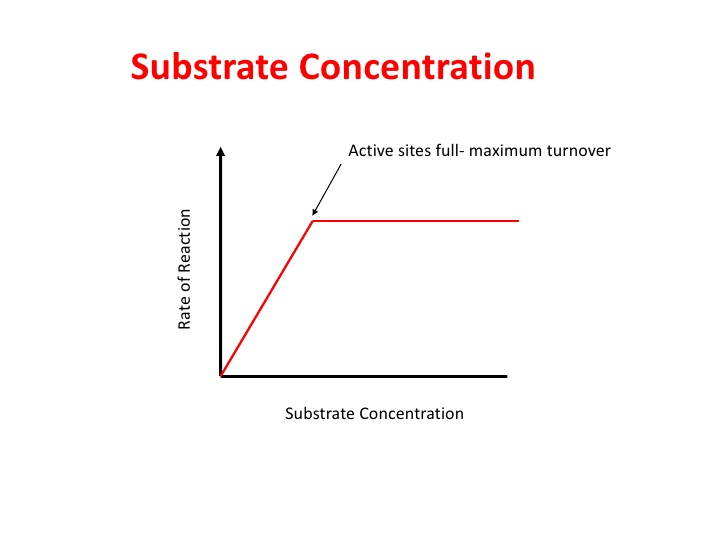 Substrate Concentration
Active sites full- maximum turnover
Rate of Reaction
Substrate Concentration